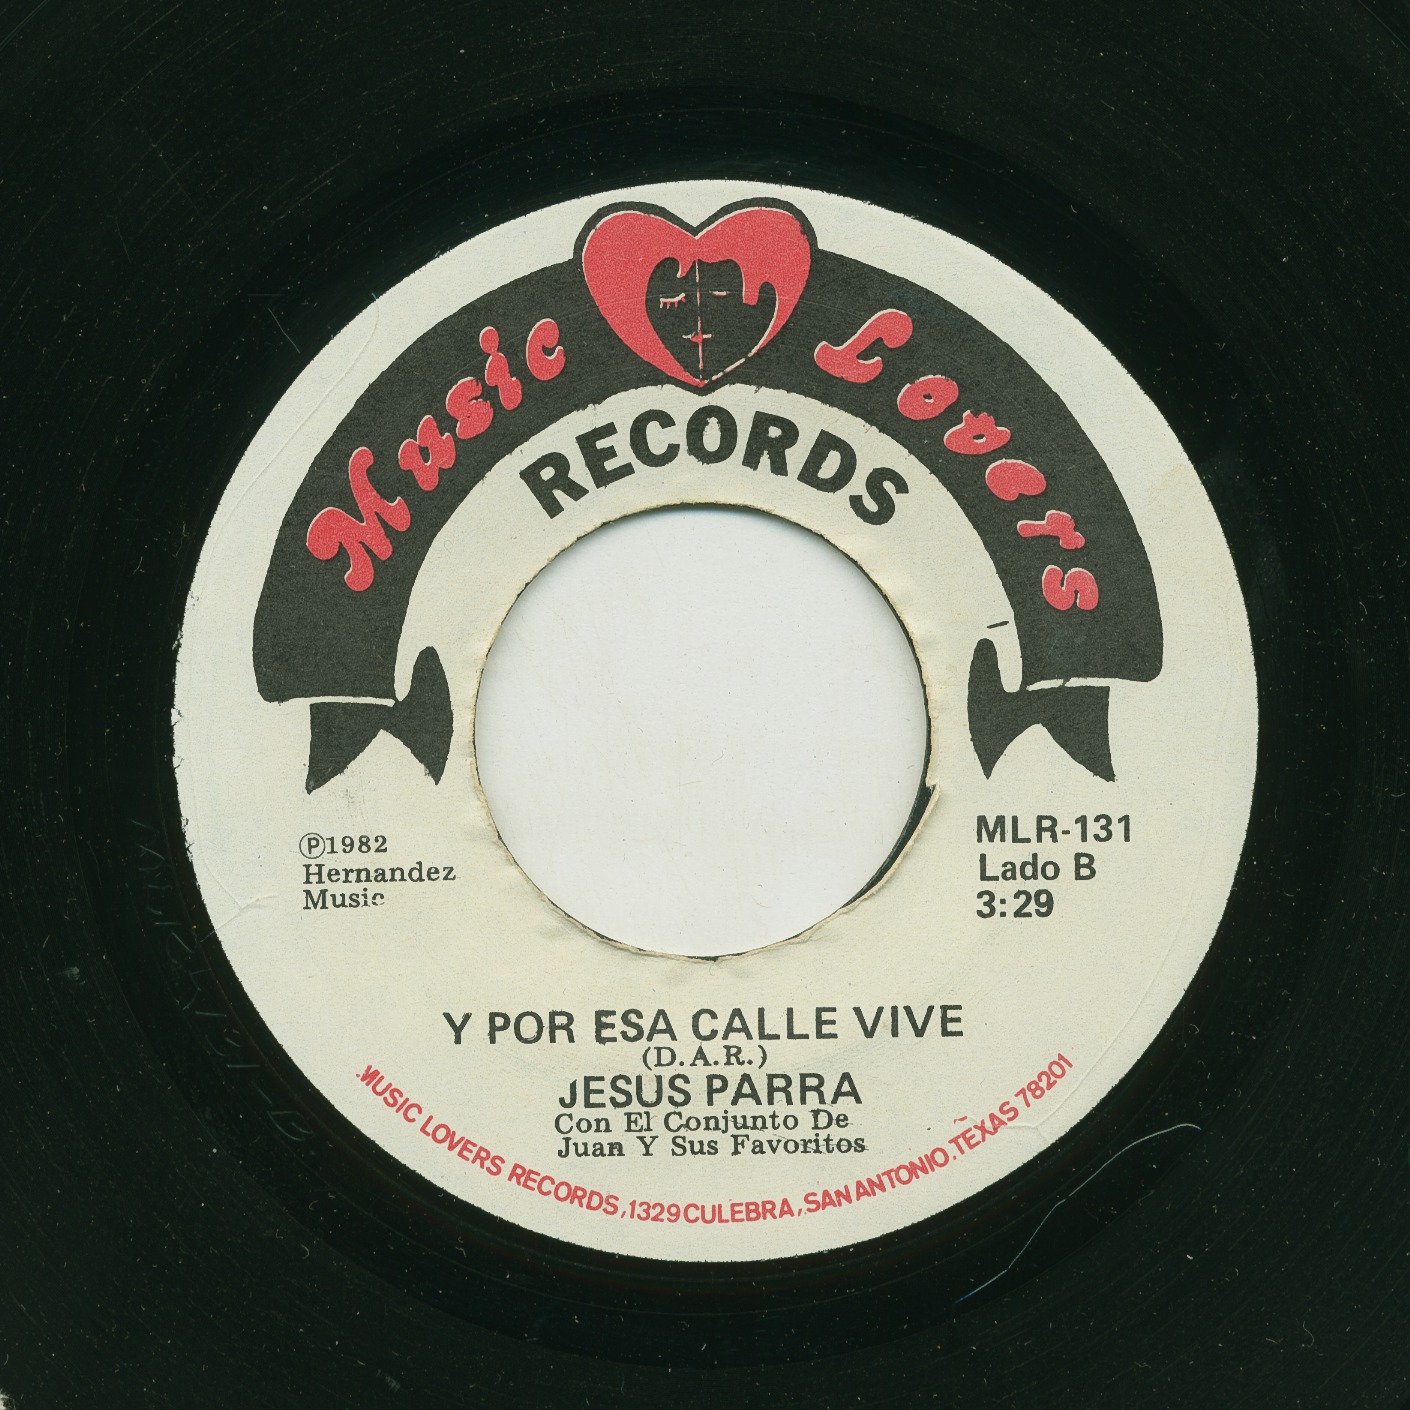 Music Lovers
RECORDS
Ⓟ1982
Hernandez
Music
MLR-131
Lado B
3:29
Y POR ESA CALLE VIVE
(D.A.R.)
JESUS PARRA
Con El Conjunto De
Juan Y Sus Favoritos
MUSIC LOVERS RECORDS, 1329 CULEBRA, SAN ANTONIO, TEXAS 78201